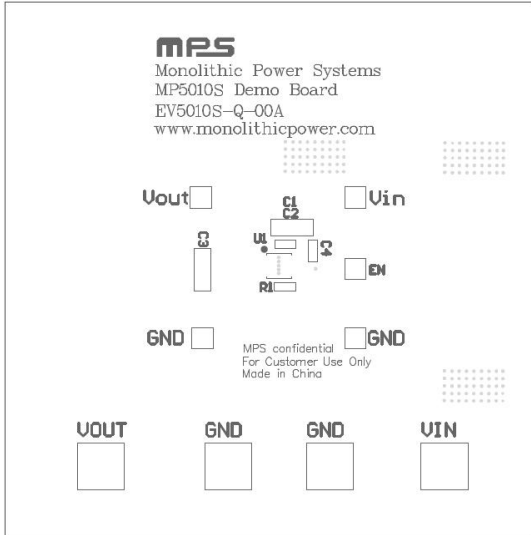 MPS
Monolithic Power Systems
MP5010S Demo Board
EV5010S-Q-00A
www.monolithicpower.com
Vout
Vin
C1
C2
C3
U1
C4
EN
R1
GND
GND
MPS confidential
For Customer Use Only
Made in China
VOUT
GND
GND
VIN